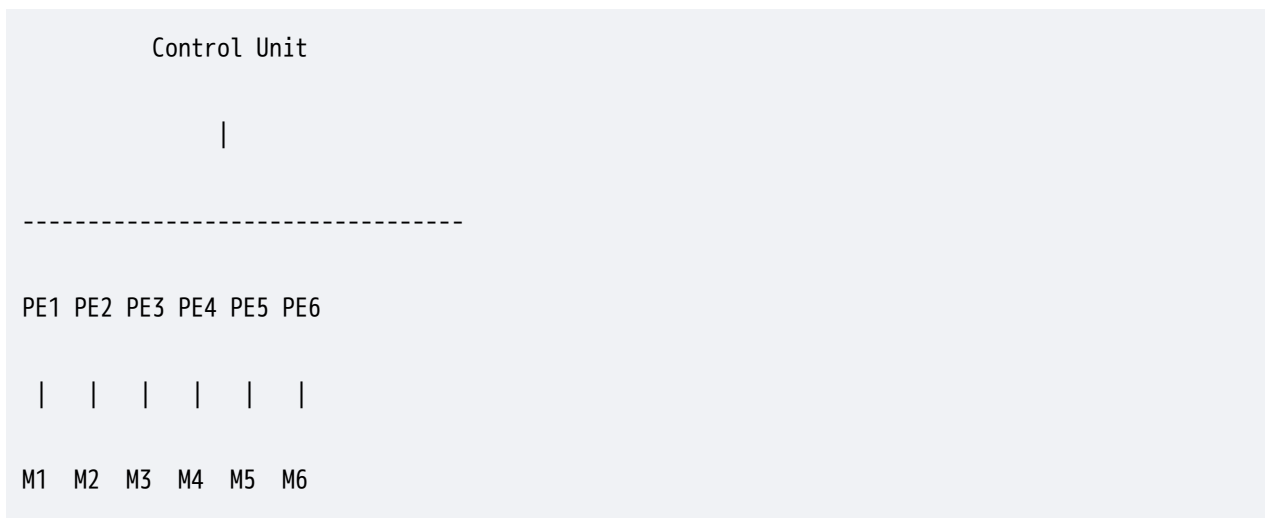 Control Unit
|
----------------------------------
PE1 PE2 PE3 PE4 PE5 PE6
| | | | | |
M1 M2 M3 M4 M5 M6